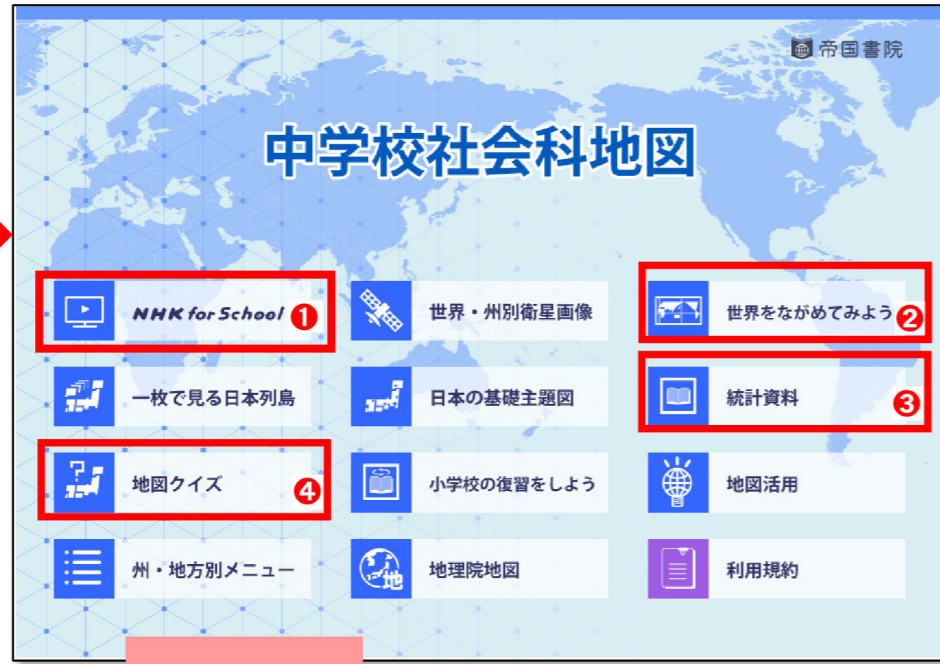 帝国書院
中学校社会科地図
NHK for School ❶
世界・州別衛星画像
世界をながめてみよう ❷
一枚で見る日本列島
日本の基礎主題図
統計資料 ❸
地図クイズ ❹
小学校の復習をしよう
地図活用
州・地方別メニュー
地 地理院地図
利用規約